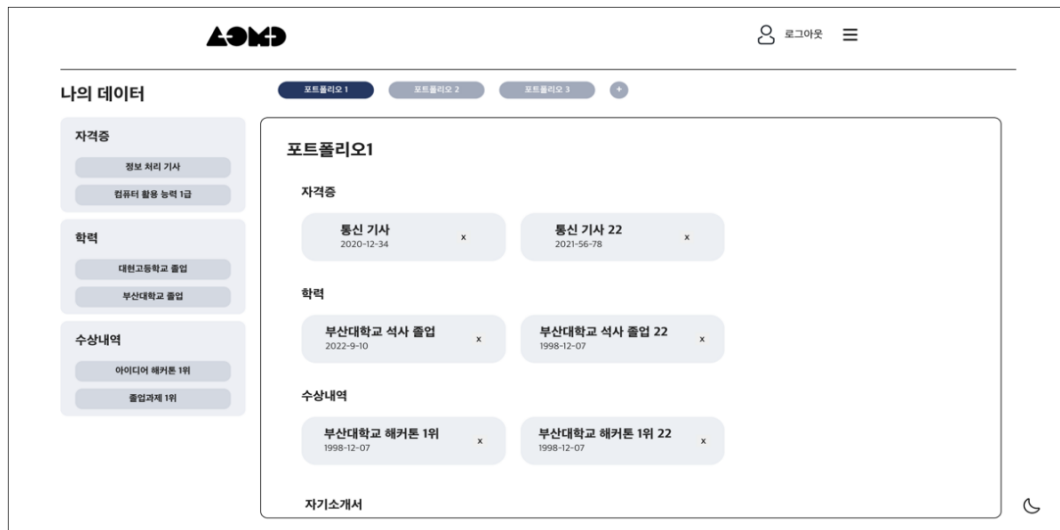 AOMD
로그아웃
나의 데이터
포트폴리오 1
포트폴리오 2
포트폴리오 3
+
자격증
정보 처리 기사
컴퓨터 활용 능력 1급
학력
대현고등학교 졸업
부산대학교 졸업
수상내역
아이디어 해커톤 1위
졸업과제 1위
포트폴리오1
자격증
통신 기사
2020-12-34
x
통신 기사 22
2021-56-78
x
학력
부산대학교 석사 졸업
2022-9-10
x
부산대학교 석사 졸업 22
1998-12-07
x
수상내역
부산대학교 해커톤 1위
1998-12-07
x
부산대학교 해커톤 1위 22
1998-12-07
x
자기소개서